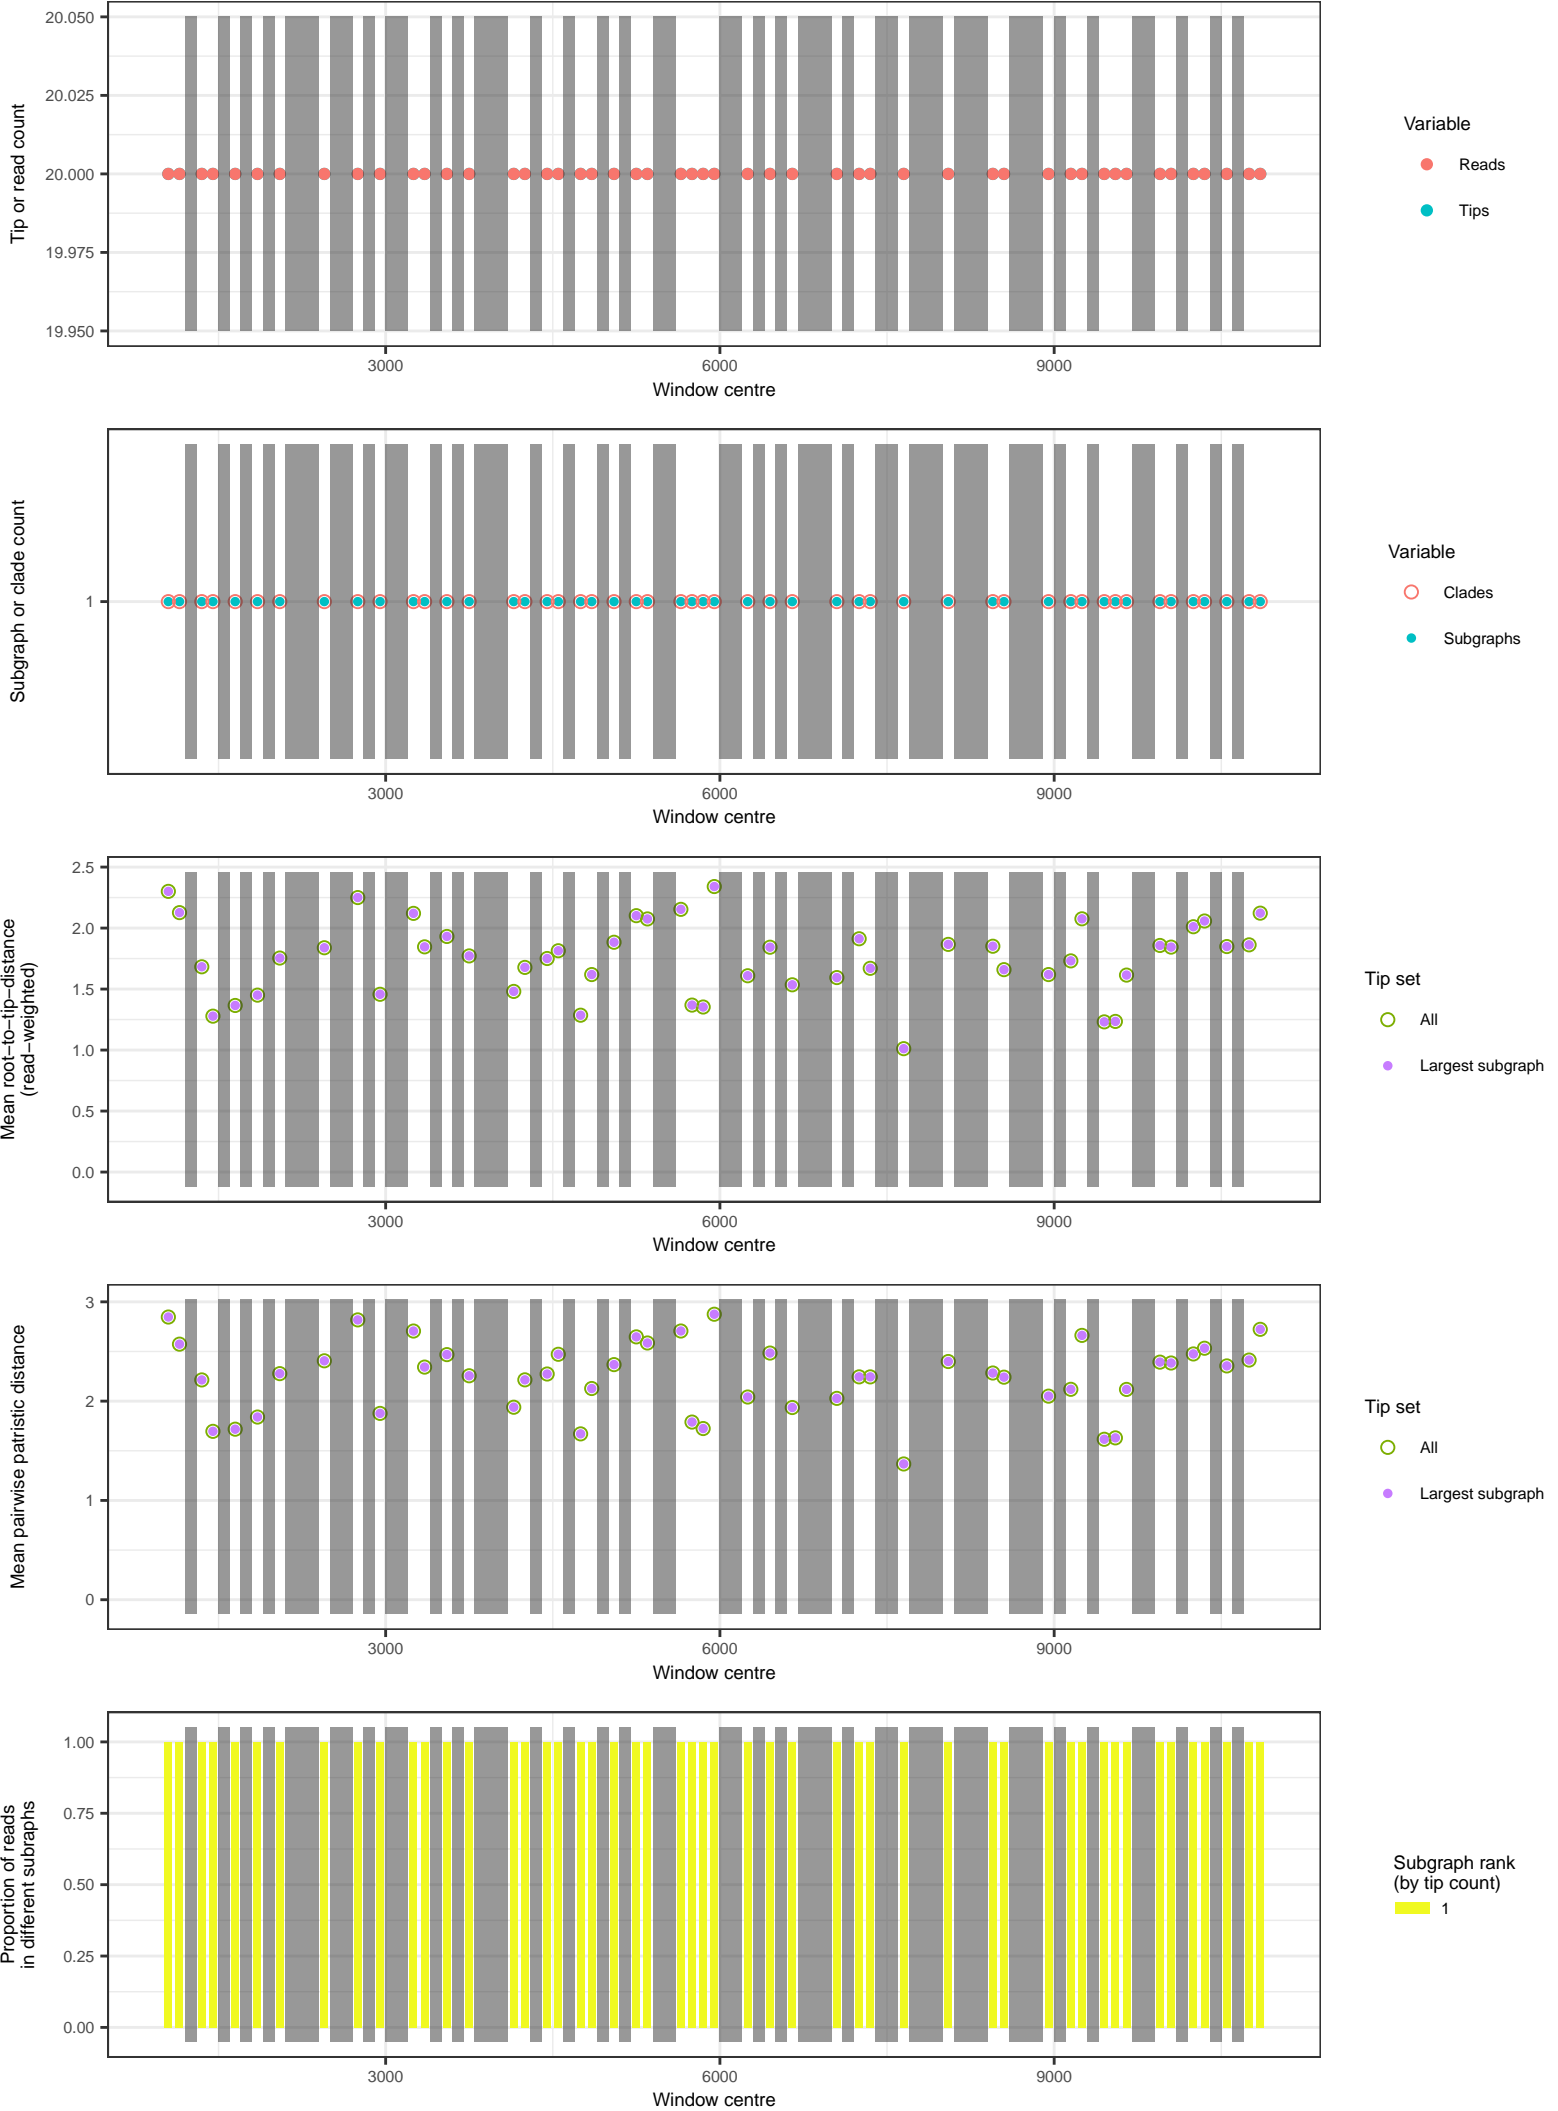 20.050
20.025
20.000
19.975
19.950
Tip or read count
3000
6000
9000
Window centre
Variable
Reads
Tips
1
Subgraph or clade count
3000
6000
9000
Window centre
Variable
Clades
Subgraphs
2.5
2.0
1.5
1.0
0.5
0.0
Mean root−to−tip−distance
(read−weighted)
3000
6000
9000
Window centre
Tip set
All
Largest subgraph
3
2
1
0
Mean pairwise patristic distance
3000
6000
9000
Window centre
Tip set
All
Largest subgraph
1.00
0.75
0.50
0.25
0.00
Proportion of reads
in different subraphs
3000
6000
9000
Window centre
Subgraph rank
(by tip count)
1